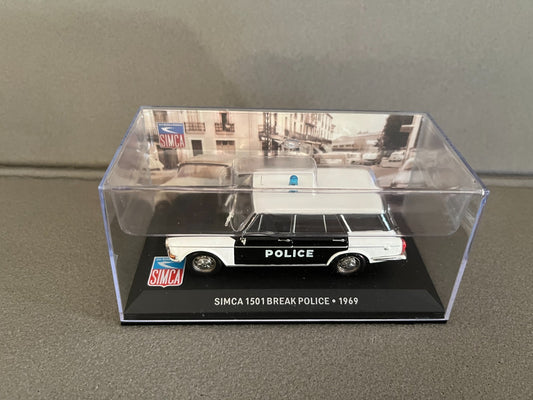 SIMCA
POLICE
SIMCA
SIMCA 1501 BREAK POLICE • 1969